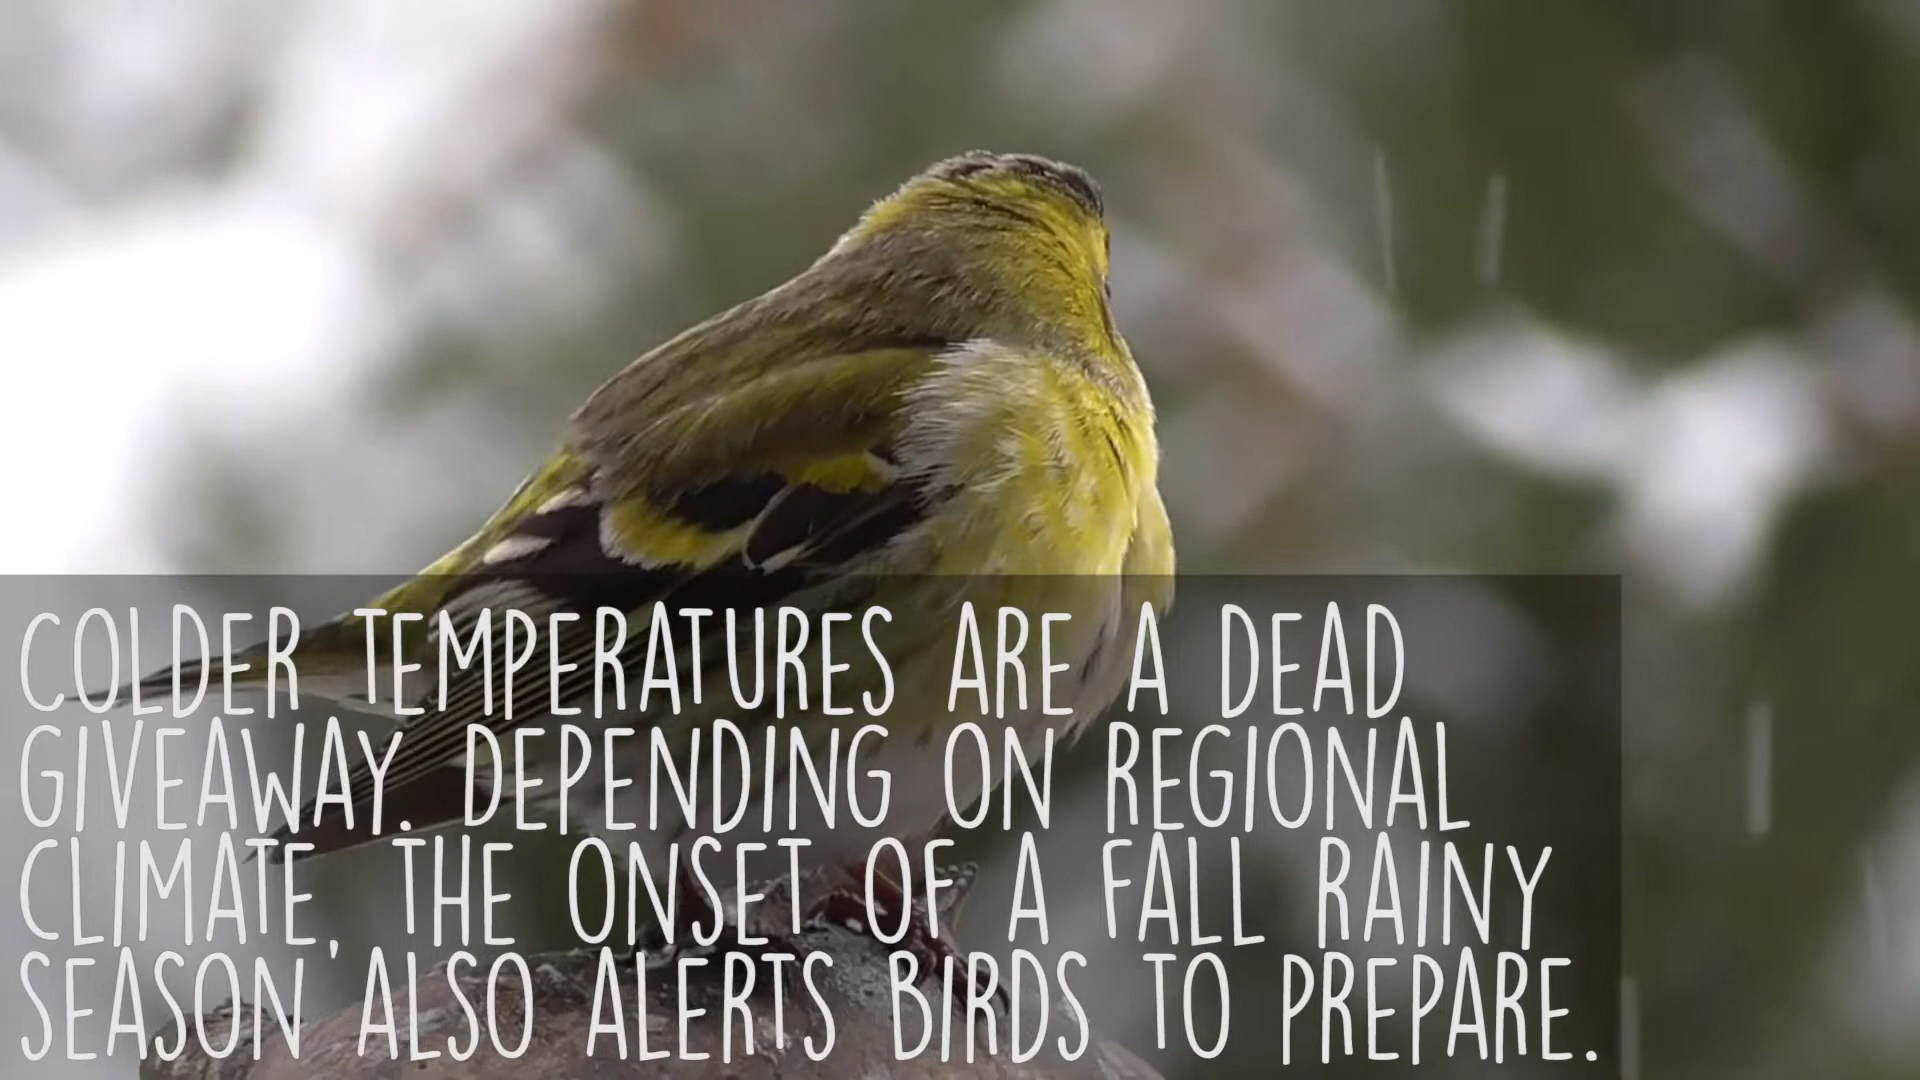 COLDER TEMPERATURES ARE A DEAD
GIVEAWAY. DEPENDING ON REGIONAL
CLIMATE, THE ONSET OF A FALL RAINY
SEASON ALSO ALERTS BIRDS TO PREPARE.